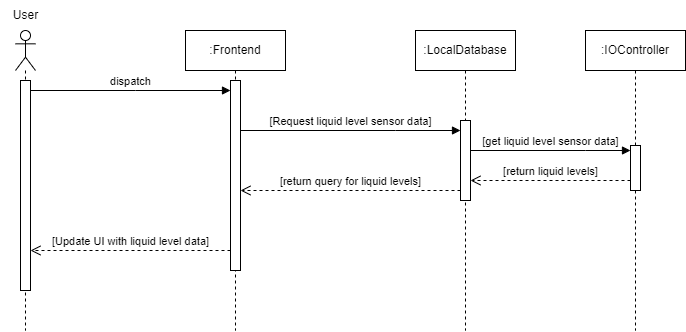 User
:Frontend
:LocalDatabase
:IOController
dispatch
[Request liquid level sensor data]
[get liquid level sensor data]
[return liquid levels]
[return query for liquid levels]
[Update UI with liquid level data]